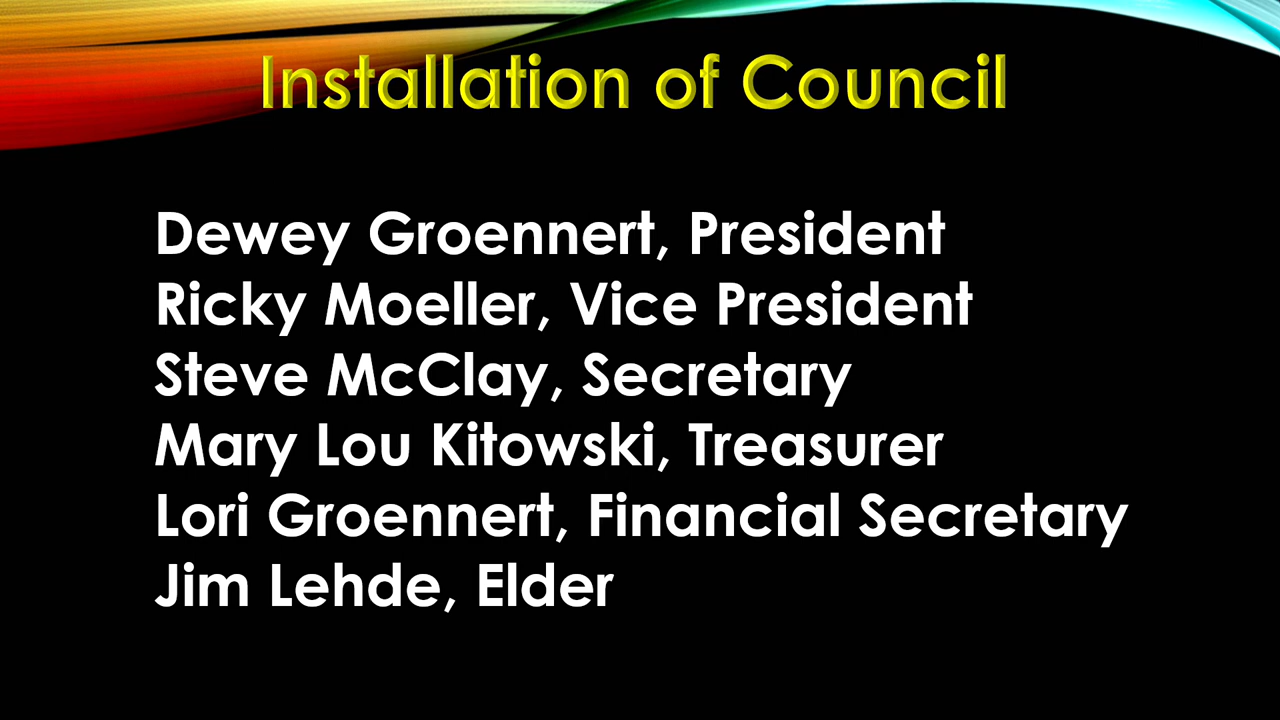 Installation of Council
Dewey Groennert, President
Ricky Moeller, Vice President
Steve McClay, Secretary
Mary Lou Kitowski, Treasurer
Lori Groennert, Financial Secretary
Jim Lehde, Elder